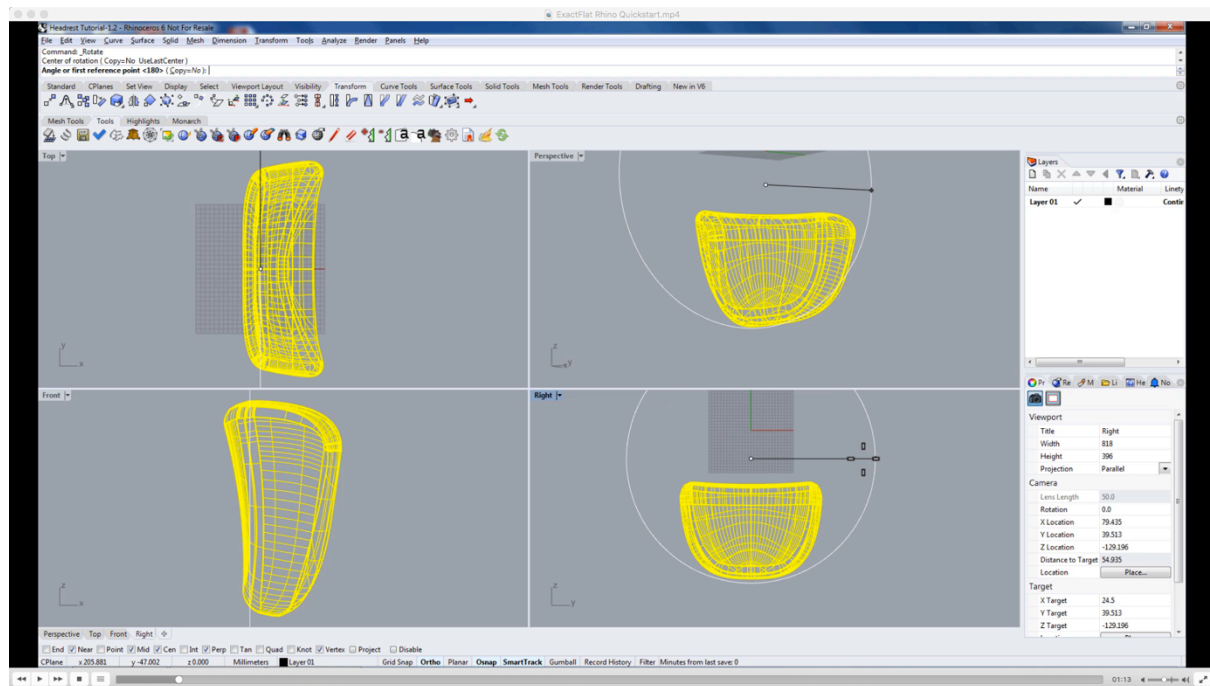 ExactFlat Rhino Quickstart.mp4
Headrest Tutorial-1.2 - Rhinoceros 6 Not For Resale
File Edit View Curve Surface Solid Mesh Dimension Transform Tools Analyze Render Panels Help
Command: _Rotate
Center of rotation ( Copy=No UseLastCenter )
Angle or first reference point <180> ( Copy=No ):
Standard CPlanes Set View Display Select Viewport Layout Visibility Transform Curve Tools Surface Tools Solid Tools Mesh Tools Render Tools Drafting New in V6
Mesh Tools Tools Highlights Monarch
Top
Perspective
Layers
Name Material Linety
Layer 01 Contir
y
x
z
y
Front
Right
Pr Re M Li He No
Viewport
Title Right
Width 818
Height 396
Projection Parallel
Camera
Lens Length 50.0
Rotation 0.0
X Location 79.435
Y Location 39.513
Z Location -129.196
Distance to Target 54.935
Location Place...
Target
X Target 24.5
Y Target 39.513
Z Target -129.196
z
x
z
y
Perspective Top Front Right
End Near Point Mid Cen Int Perp Tan Quad Knot Vertex Project Disable
CPlane x 205.881 y -47.002 z 0.000 Millimeters Layer 01 Grid Snap Ortho Planar Osnap SmartTrack Gumball Record History Filter Minutes from last save: 0
01:13